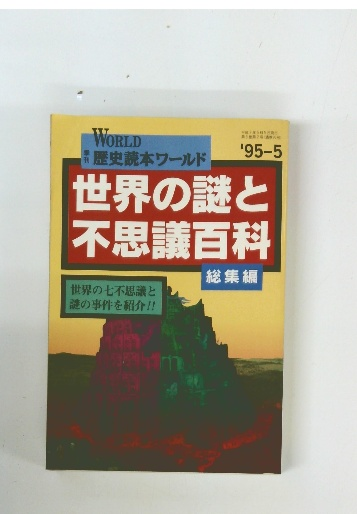 WORLD
季刊 歴史読本ワールド
'95-5
世界の謎と
不思議百科
総集編
世界の七不思議と
謎の事件を紹介!!